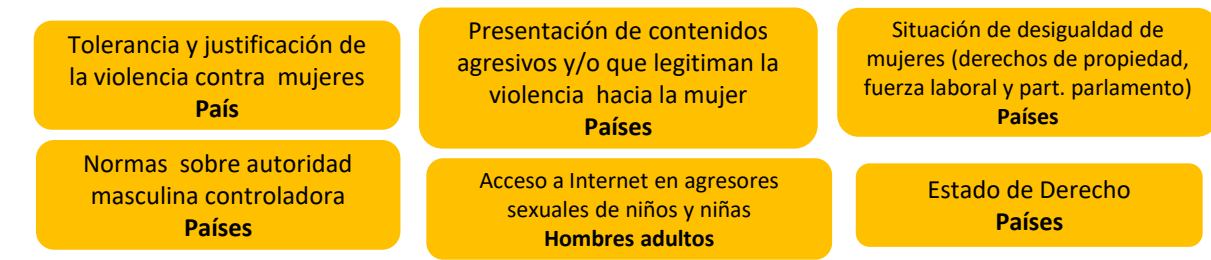 Tolerancia y justificación de
la violencia contra mujeres
País
Presentación de contenidos
agresivos y/o que legitiman la
violencia hacia la mujer
Países
Situación de desigualdad de
mujeres (derechos de propiedad,
fuerza laboral y part. parlamento)
Países
Normas sobre autoridad
masculina controladora
Países
Acceso a Internet en agresores
sexuales de niños y niñas
Hombres adultos
Estado de Derecho
Países